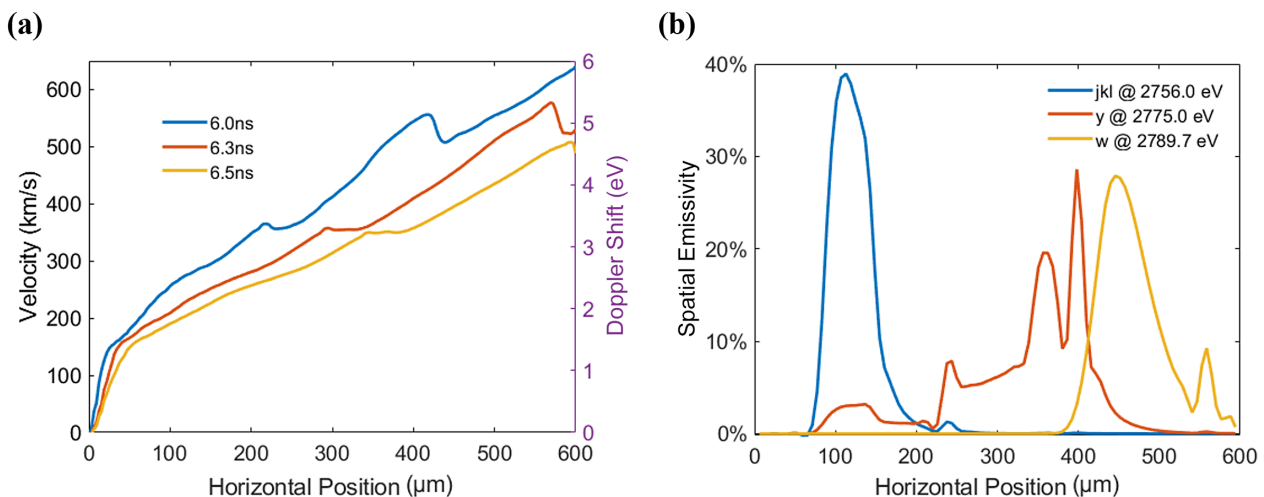 (a)
Velocity (km/s)
600
500
400
300
200
100
0
6.0ns
6.3ns
6.5ns
6
5
4
3
2
1
0
Doppler Shift (eV)
0 100 200 300 400 500 600
Horizontal Position (μm)
(b)
Spatial Emissivity
40%
30%
20%
10%
0%
jkl @ 2756.0 eV
y @ 2775.0 eV
w @ 2789.7 eV
0 100 200 300 400 500 600
Horizontal Position (μm)